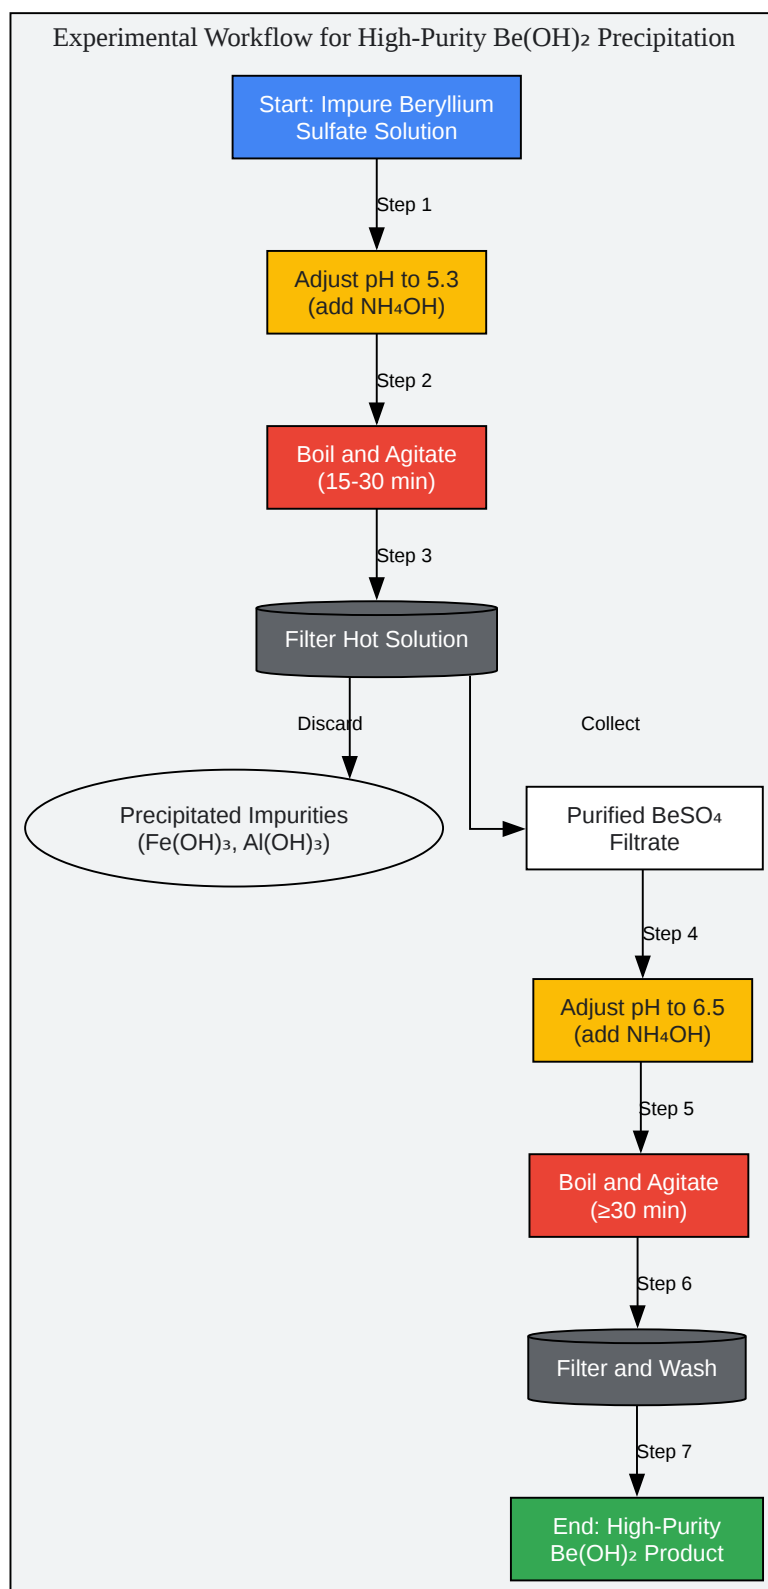 Experimental Workflow for High-Purity Be(OH)₂ Precipitation
Start: Impure Beryllium
Sulfate Solution
Step 1
Adjust pH to 5.3
(add NH₄OH)
Step 2
Boil and Agitate
(15-30 min)
Step 3
Filter Hot Solution
Discard
Collect
Precipitated Impurities
(Fe(OH)₃, Al(OH)₃)
Purified BeSO₄
Filtrate
Step 4
Adjust pH to 6.5
(add NH₄OH)
Step 5
Boil and Agitate
(≥30 min)
Step 6
Filter and Wash
Step 7
End: High-Purity
Be(OH)₂ Product